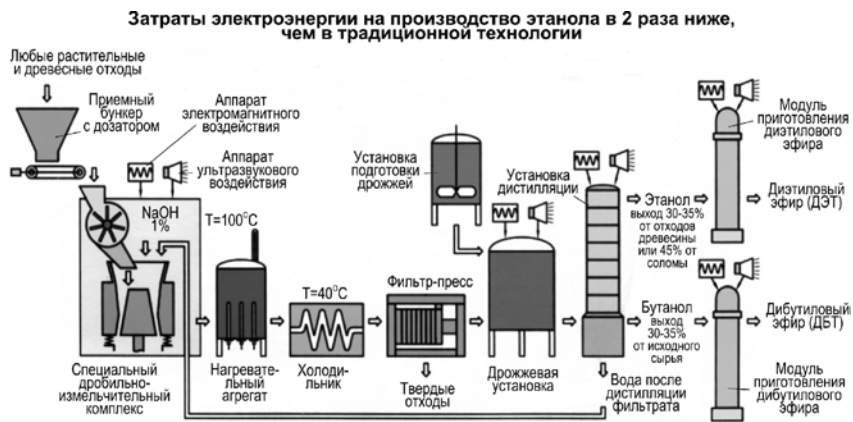 Затраты электроэнергии на производство этанола в 2 раза ниже,
чем в традиционной технологии
Любые растительные
и древесные отходы
Приемный
бункер
с дозатором
Аппарат
электромагнитного
воздействия
Аппарат
ультразвукового
воздействия
NaOH
1%
T=100°C
Специальный
дробильно-
измельчительный
комплекс
Нагревате-
льный
агрегат
T=40°C
Холоди-
льник
Фильтр-пресс
Твердые
отходы
Установка
подготовки
дрожжей
Дрожжевая
установка
Установка
дистилляции
Этанол
выход 30-35%
от отходов
древесины
или 45% от
соломы
Бутанол
выход
30-35%
от исходного
сырья
Вода после
дистилляции
фильтрата
Модуль
приготовления
диэтилового
эфира
Диэтиловый
эфир (ДЭТ)
Дибутиловый
эфир (ДБТ)
Модуль
приготовления
дибутилового
эфира